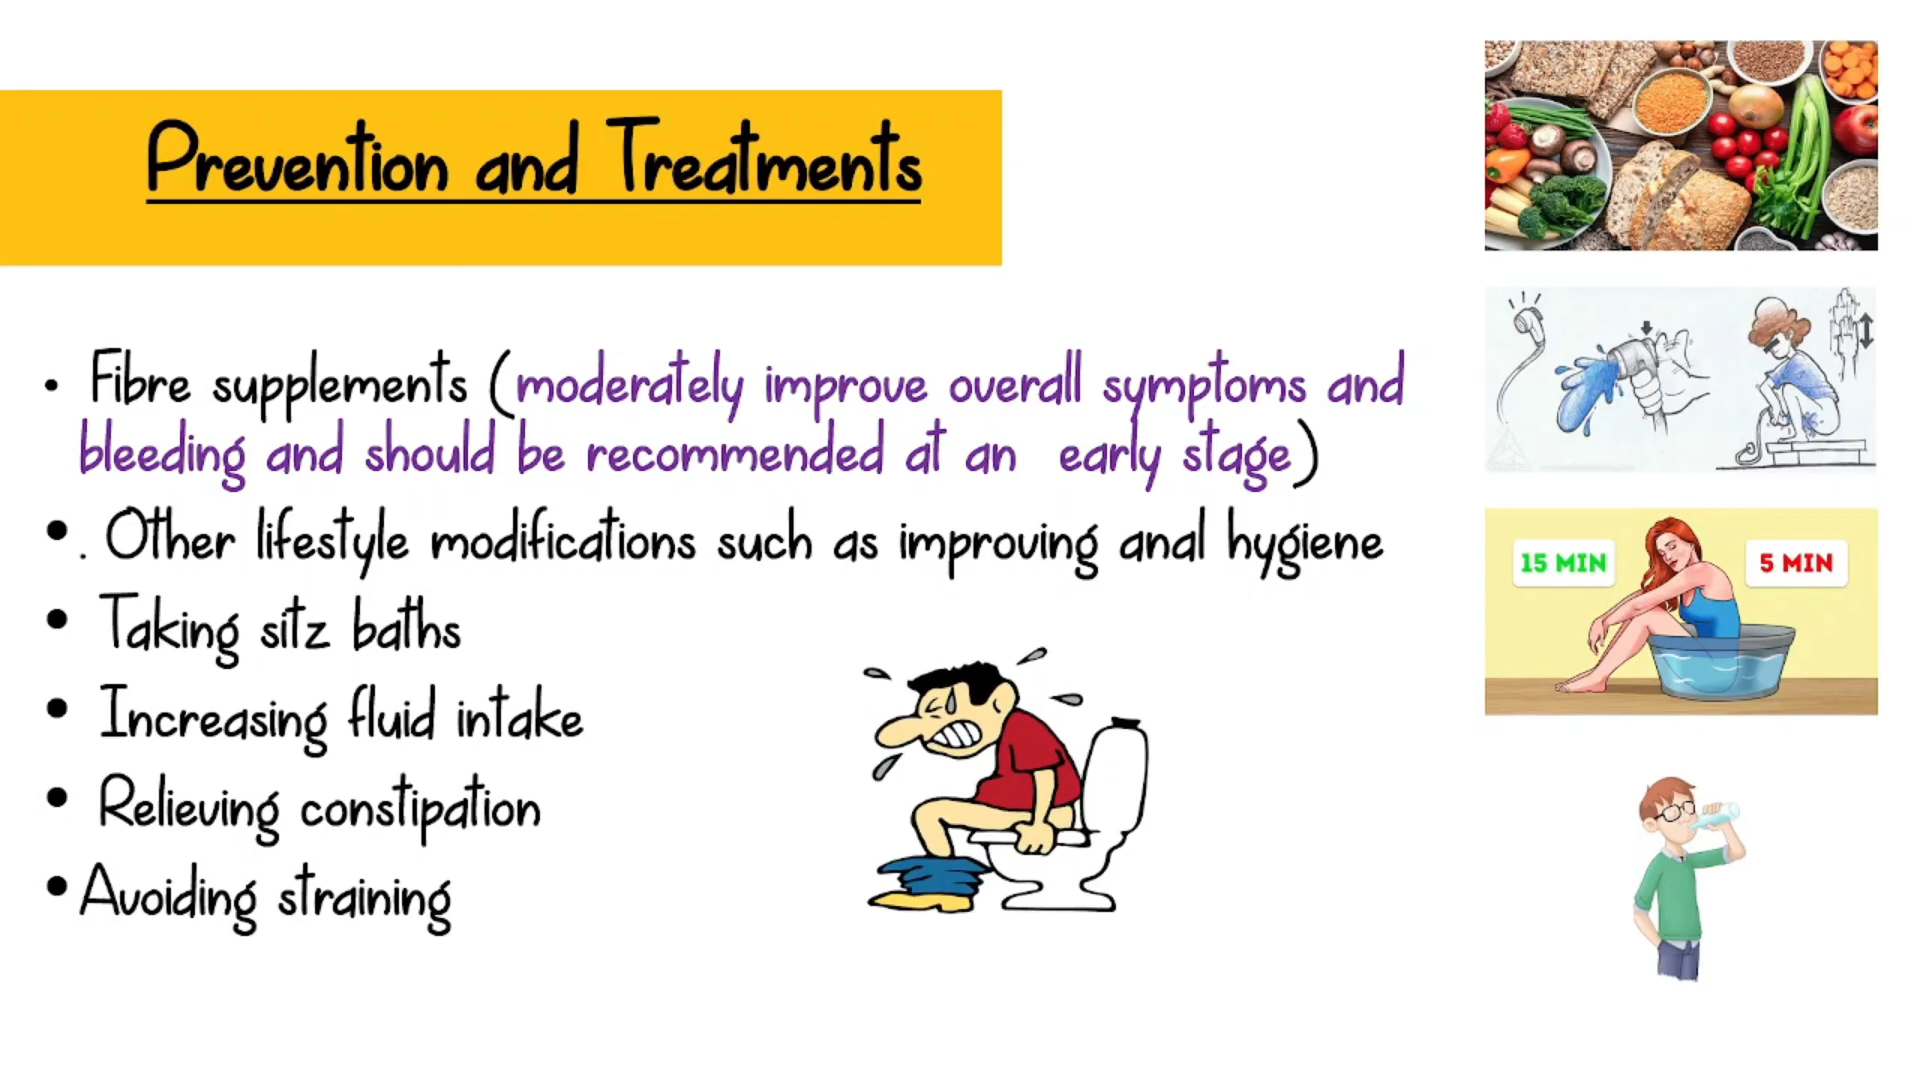 Prevention and Treatments
• Fibre supplements (moderately improve overall symptoms and
bleeding and should be recommended at an early stage)
• . Other lifestyle modifications such as improving anal hygiene
• Taking sitz baths
• Increasing fluid intake
• Relieving constipation
• Avoiding straining
15 MIN
5 MIN